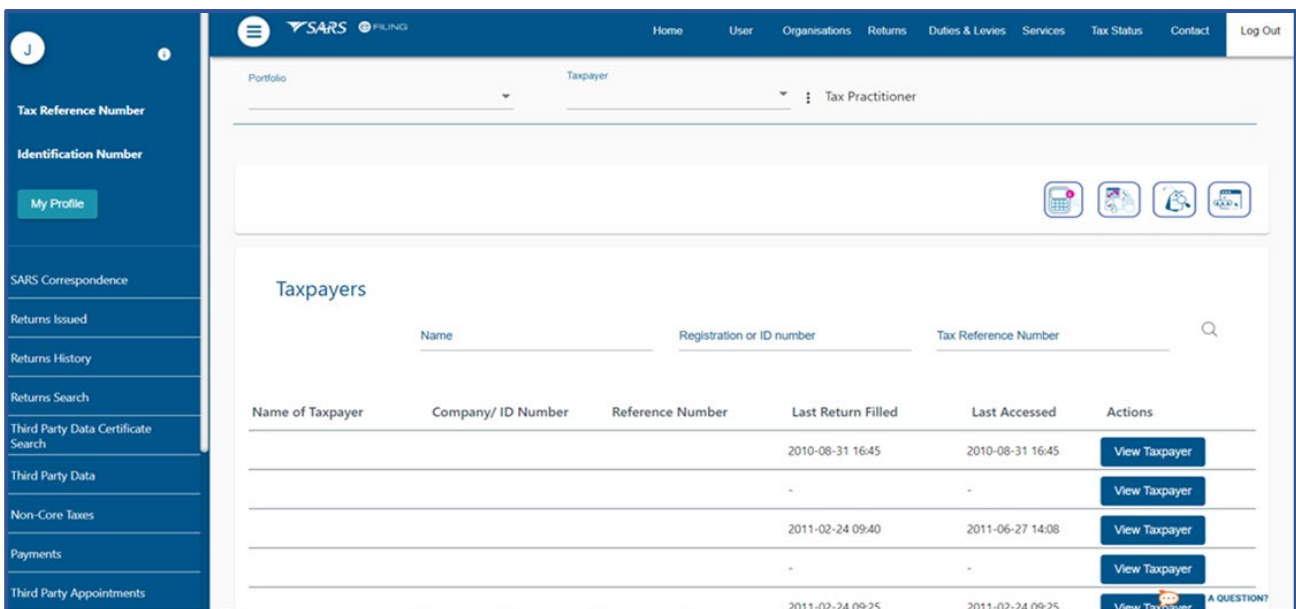 SARS eFILING
Home User Organisations Returns Duties & Levies Services Tax Status Contact Log Out
J
Tax Reference Number
Identification Number
My Profile
SARS Correspondence
Returns Issued
Returns History
Returns Search
Third Party Data Certificate
Search
Third Party Data
Non-Core Taxes
Payments
Third Party Appointments
Portfolio Taxpayer
Tax Practitioner
Taxpayers
Name Registration or ID number Tax Reference Number
Name of Taxpayer Company/ ID Number Reference Number Last Return Filled Last Accessed Actions
2010-08-31 16:45 2010-08-31 16:45 View Taxpayer
- - View Taxpayer
2011-02-24 09:40 2011-06-27 14:08 View Taxpayer
- - View Taxpayer
2011-02-24 09:25 2011-02-24 09:25 View Taxpayer
A QUESTION?